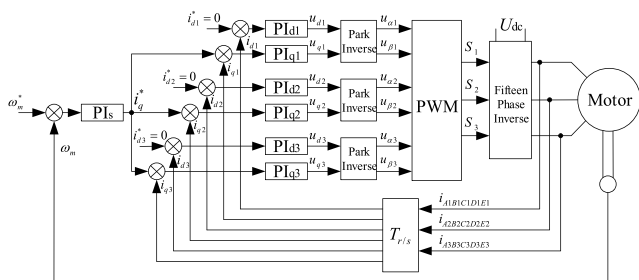 i*d1 = 0
PId1
ud1
Park Inverse
uα1
id1
PIq1
uq1
uβ1
iq1
i*d2 = 0
PId2
ud2
Park Inverse
uα2
id2
PIq2
uq2
uβ2
iq2
i*d3 = 0
PId3
ud3
Park Inverse
uα3
id3
PIq3
uq3
uβ3
iq3
ω*m
PIs
i*q
ωm
PWM
S1
S2
S3
Udc
Fifteen Phase Inverse
Motor
Tr/s
iA1B1C1D1E1
iA2B2C2D2E2
iA3B3C3D3E3